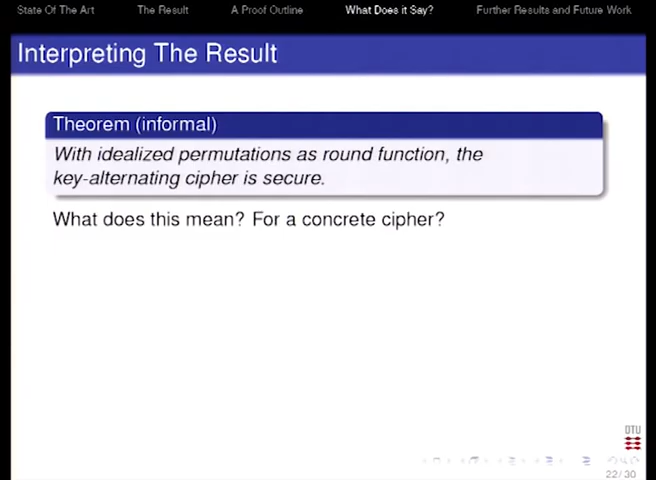 State Of The Art The Result A Proof Outline What Does it Say? Further Results and Future Work
Interpreting The Result
Theorem (informal)
With idealized permutations as round function, the
key-alternating cipher is secure.
What does this mean? For a concrete cipher?
DTU
22/30